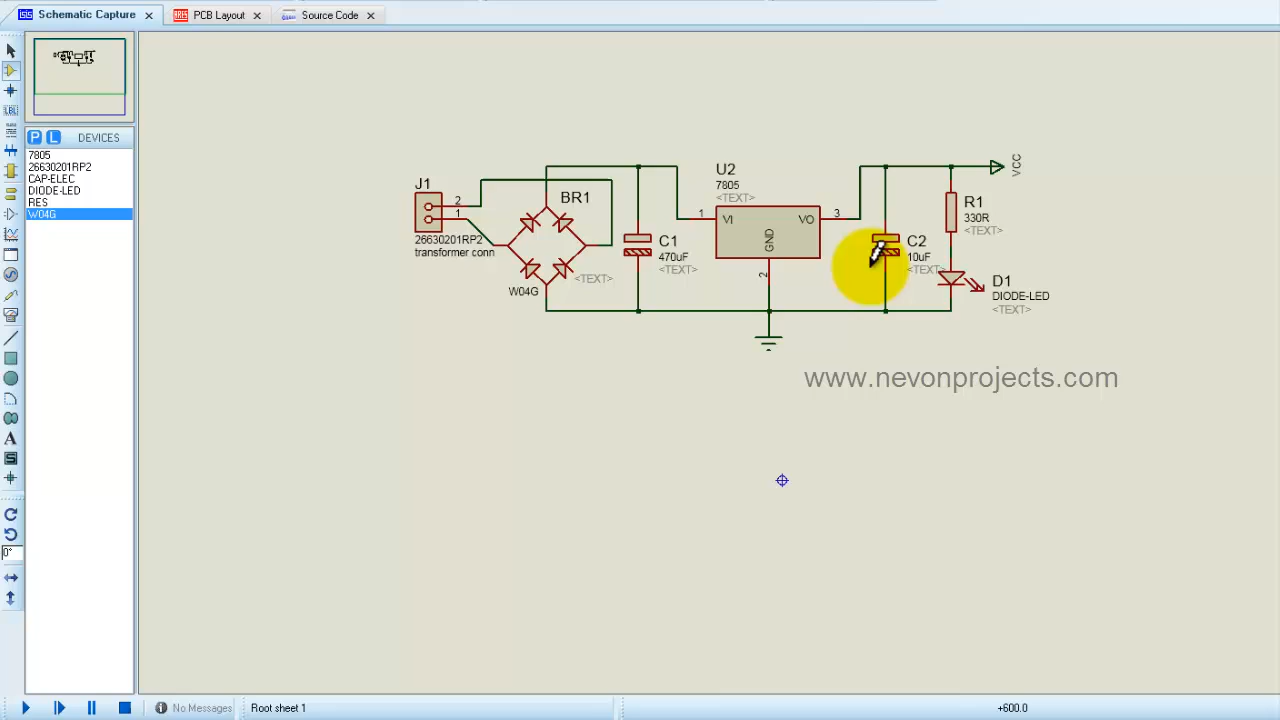 Schematic Capture
PCB Layout
Source Code
LBL
P L DEVICES
7805
26630201RP2
CAP-ELEC
DIODE-LED
RES
W04G
A
S
0°
J1
2
1
26630201RP2
transformer conn
BR1
W04G
<TEXT>
C1
470uF
<TEXT>
U2
7805
<TEXT>
1
VI
VO
3
GND
2
C2
10uF
<TEXT>
VCC
R1
330R
<TEXT>
D1
DIODE-LED
<TEXT>
www.nevonprojects.com
No Messages
Root sheet 1
+600.0